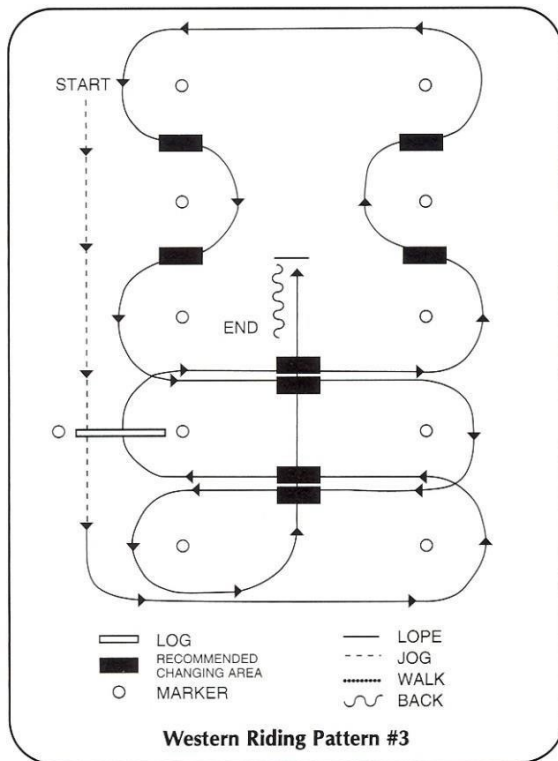 START
END
LOG
RECOMMENDED
CHANGING AREA
MARKER
LOPE
JOG
WALK
BACK
Western Riding Pattern #3